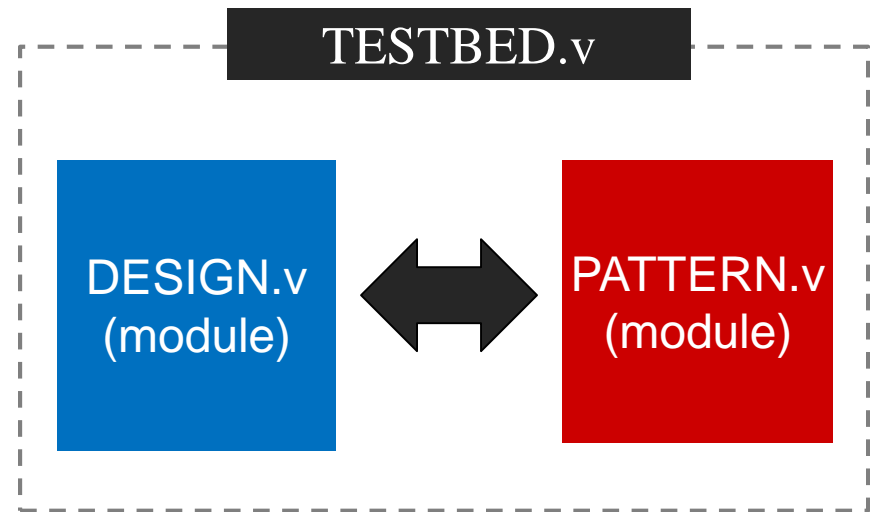 TESTBED.v
DESIGN.v
(module)
PATTERN.v
(module)